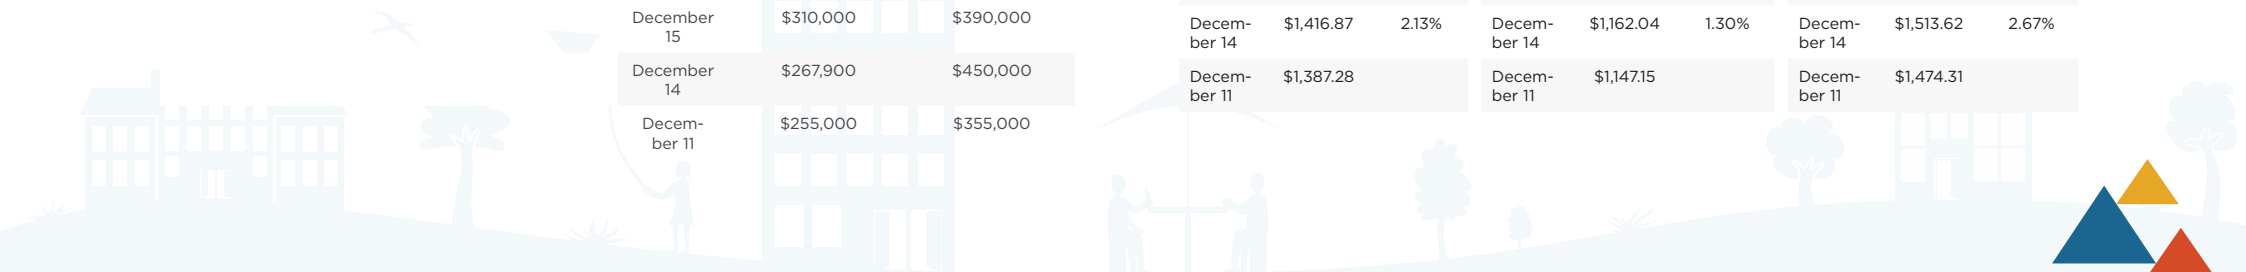 December $310,000 $390,000
15
December $267,900 $450,000
14
Decem- $255,000 $355,000
ber 11
Decem- $1,416.87 2.13%
ber 14
Decem- $1,387.28
ber 11
Decem- $1,162.04 1.30%
ber 14
Decem- $1,147.15
ber 11
Decem- $1,513.62 2.67%
ber 14
Decem- $1,474.31
ber 11